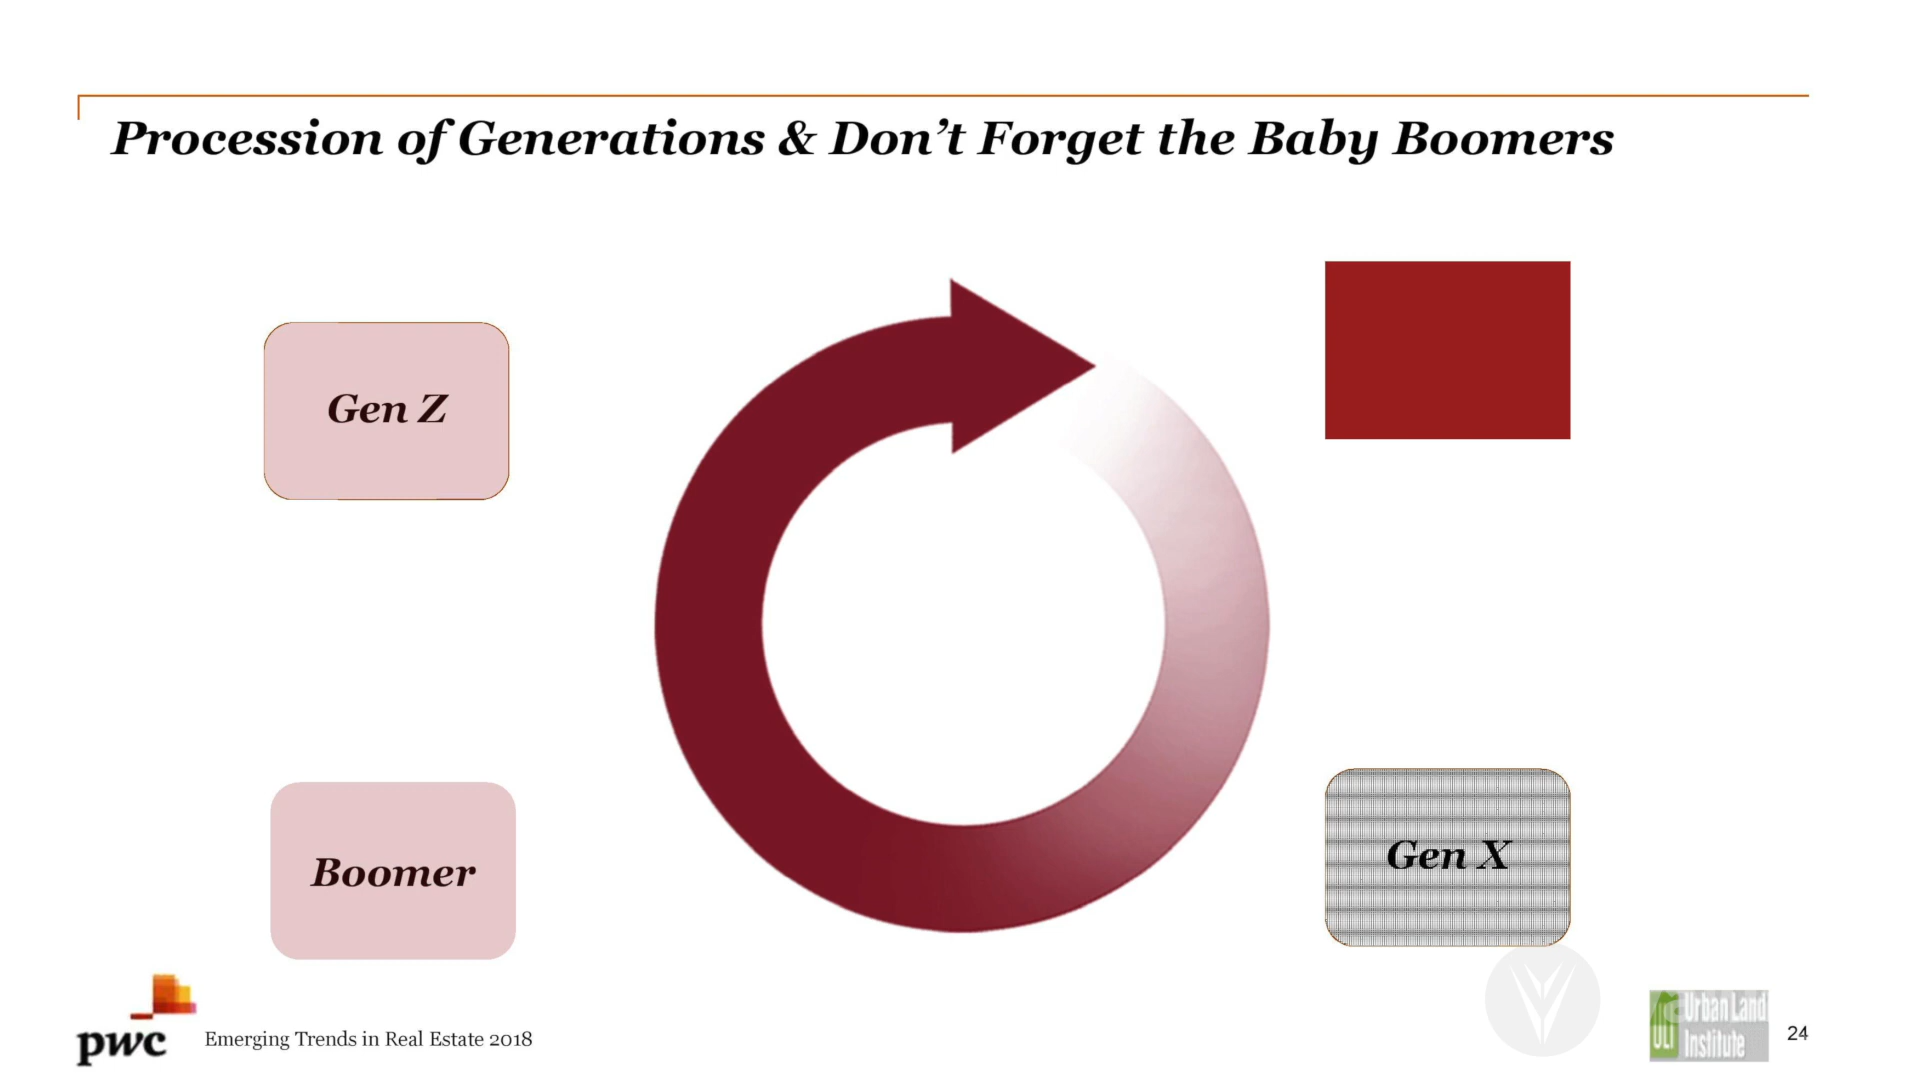 Procession of Generations & Don’t Forget the Baby Boomers
Gen Z
Boomer
Gen X
pwc
Emerging Trends in Real Estate 2018
ULI
Urban Land
Institute
24